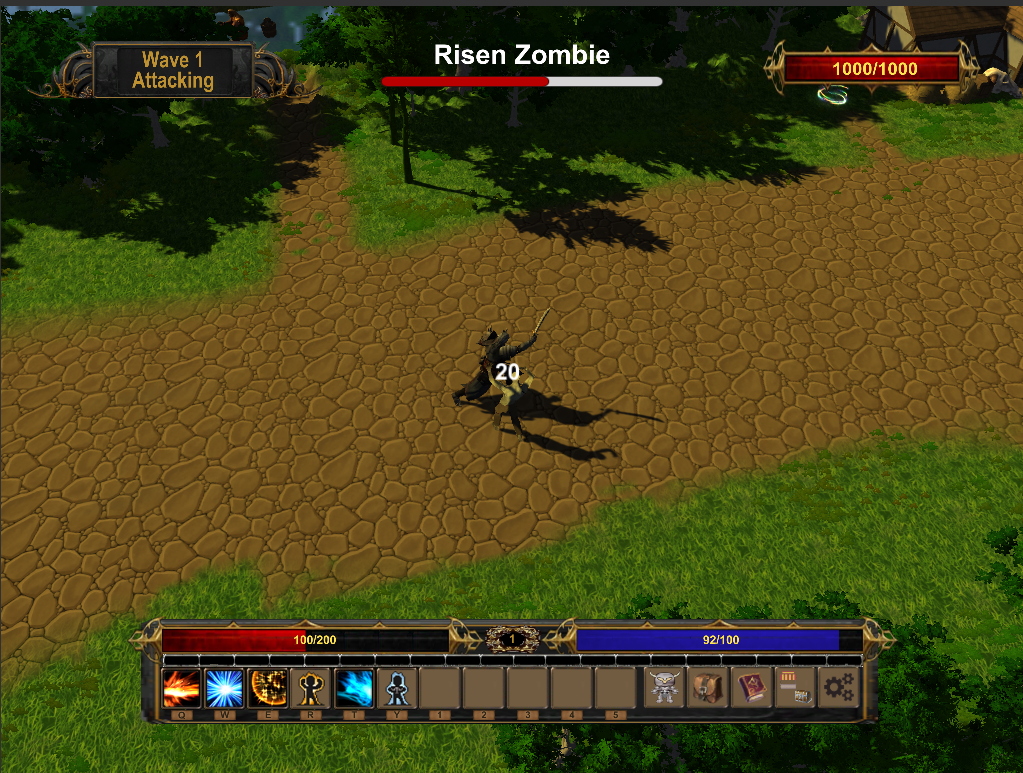 Wave 1
Attacking
Risen Zombie
1000/1000
20
100/200
1
92/100
Q W E R T Y 1 2 3 4 5